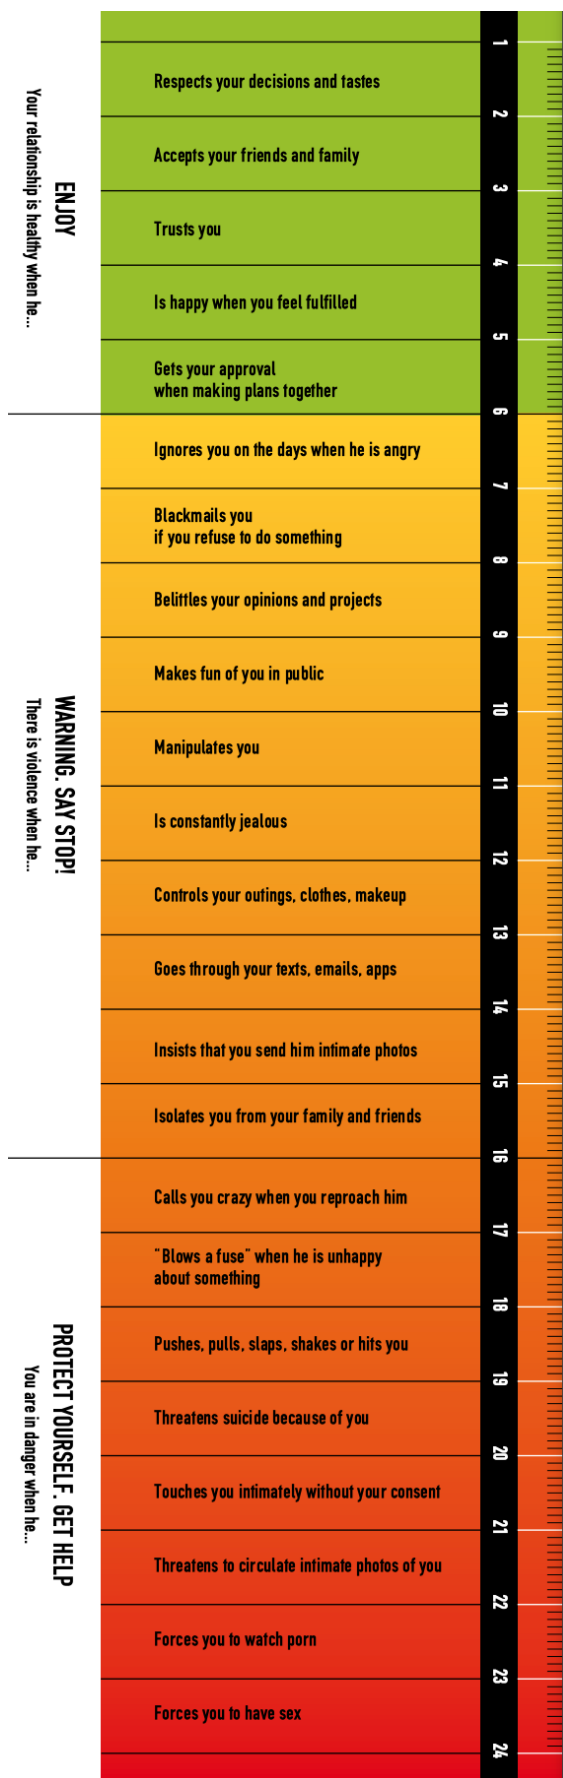 ENJOY
Your relationship is healthy when he...
1
Respects your decisions and tastes
2
Accepts your friends and family
3
Trusts you
4
Is happy when you feel fulfilled
5
Gets your approval
when making plans together
6
Ignores you on the days when he is angry
7
Blackmails you
if you refuse to do something
8
Belittles your opinions and projects
9
Makes fun of you in public
10
WARNING. SAY STOP!
There is violence when he...
Manipulates you
11
Is constantly jealous
12
Controls your outings, clothes, makeup
13
Goes through your texts, emails, apps
14
Insists that you send him intimate photos
15
Isolates you from your family and friends
16
Calls you crazy when you reproach him
17
"Blows a fuse" when he is unhappy
about something
18
PROTECT YOURSELF. GET HELP
You are in danger when he...
Pushes, pulls, slaps, shakes or hits you
19
Threatens suicide because of you
20
Touches you intimately without your consent
21
Threatens to circulate intimate photos of you
22
Forces you to watch porn
23
Forces you to have sex
24